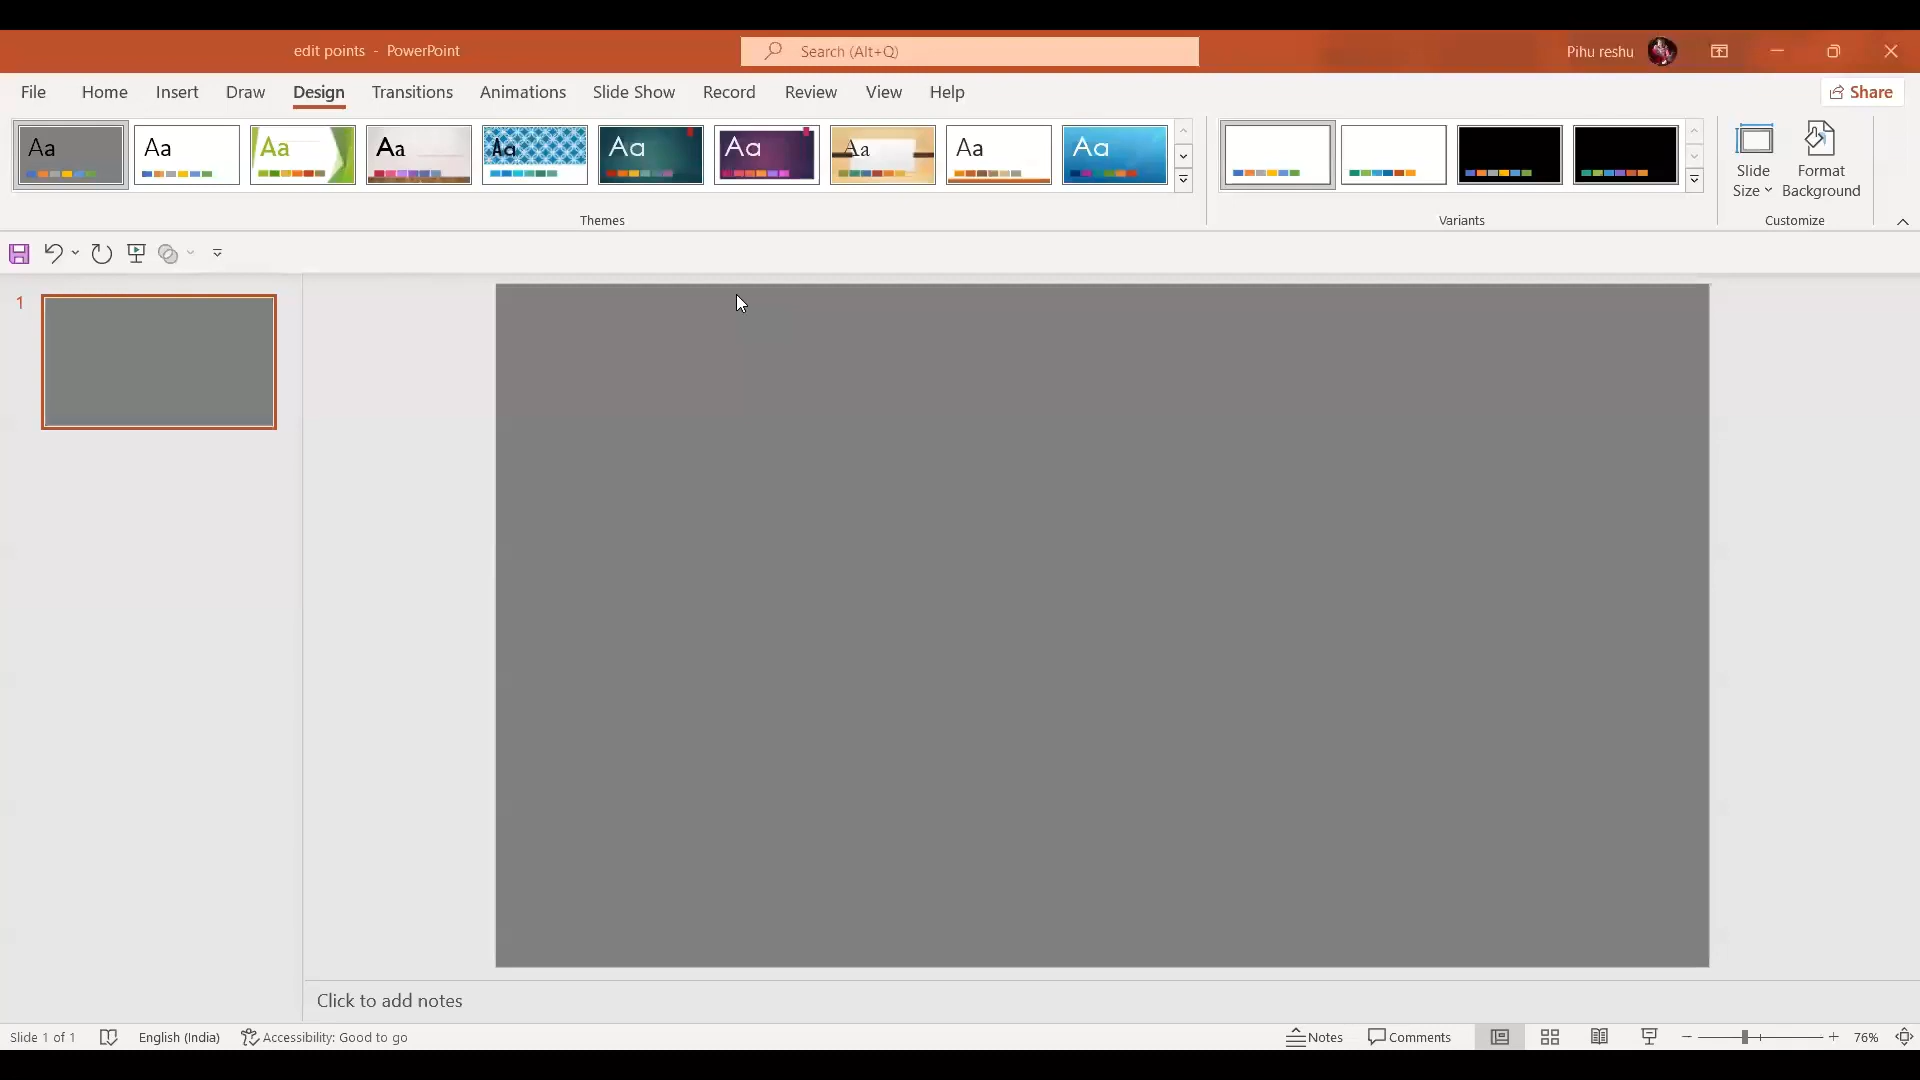 edit points - PowerPoint
Search (Alt+Q)
Pihu reshu
File Home Insert Draw Design Transitions Animations Slide Show Record Review View Help
Share
Aa Aa Aa Aa Aa Aa Aa Aa Aa Aa
Slide Size
Format Background
Themes
Variants
Customize
1
Click to add notes
Slide 1 of 1
English (India)
Accessibility: Good to go
Notes
Comments
76%